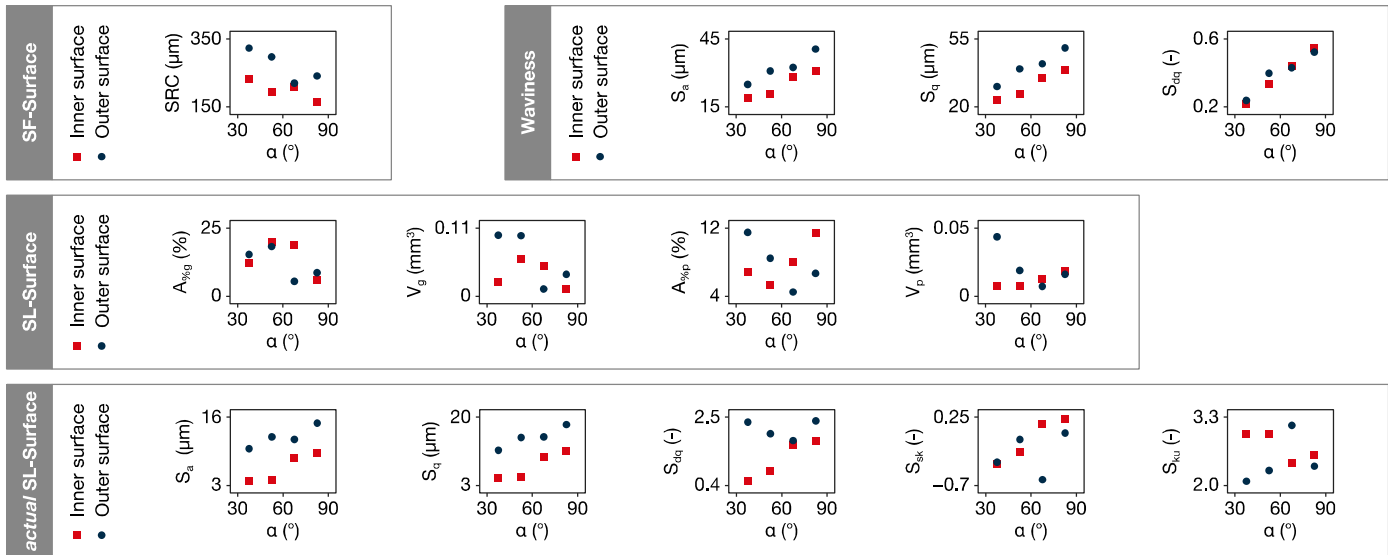 SF-Surface
Inner surface
Outer surface
SRC (µm)
350
150
30 60 90
α (°)
Waviness
Inner surface
Outer surface
Sa (µm)
45
15
30 60 90
α (°)
Sq (µm)
55
20
30 60 90
α (°)
Sdq (-)
0.6
0.2
30 60 90
α (°)
SL-Surface
Inner surface
Outer surface
A%g (%)
25
0
30 60 90
α (°)
Vg (mm³)
0.11
0
30 60 90
α (°)
A%p (%)
12
4
30 60 90
α (°)
Vp (mm³)
0.05
0
30 60 90
α (°)
actual SL-Surface
Inner surface
Outer surface
Sa (µm)
16
3
30 60 90
α (°)
Sq (µm)
20
3
30 60 90
α (°)
Sdq (-)
2.5
0.4
30 60 90
α (°)
Ssk (-)
0.25
−0.7
30 60 90
α (°)
Sku (-)
3.3
2.0
30 60 90
α (°)